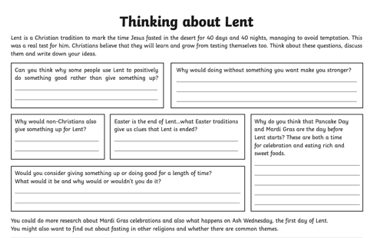 Thinking about Lent
Lent is a Christian tradition to mark the time Jesus fasted in the desert for 40 days and 40 nights, managing to avoid temptation. This
was a real test for him. Christians believe that they will learn and grow from testing themselves too. Think about these questions, discuss
them and write down your ideas.
Can you think why some people use Lent to positively
do something good rather than give something up?
Why would doing without something you want make you stronger?
Why would non-Christians also
give something up for Lent?
Easter is the end of Lent...what Easter traditions
give us clues that Lent is ended?
Why do you think that Pancake Day
and Mardi Gras are the day before
Lent starts? These are both a time
for celebration and eating rich and
sweet foods.
Would you consider giving something up or doing good for a length of time?
What would it be and why would or wouldn't you do it?
You could do more research about Mardi Gras celebrations and also what happens on Ash Wednesday, the first day of Lent.
You might also want to find out about fasting in other religions and whether there are common themes.